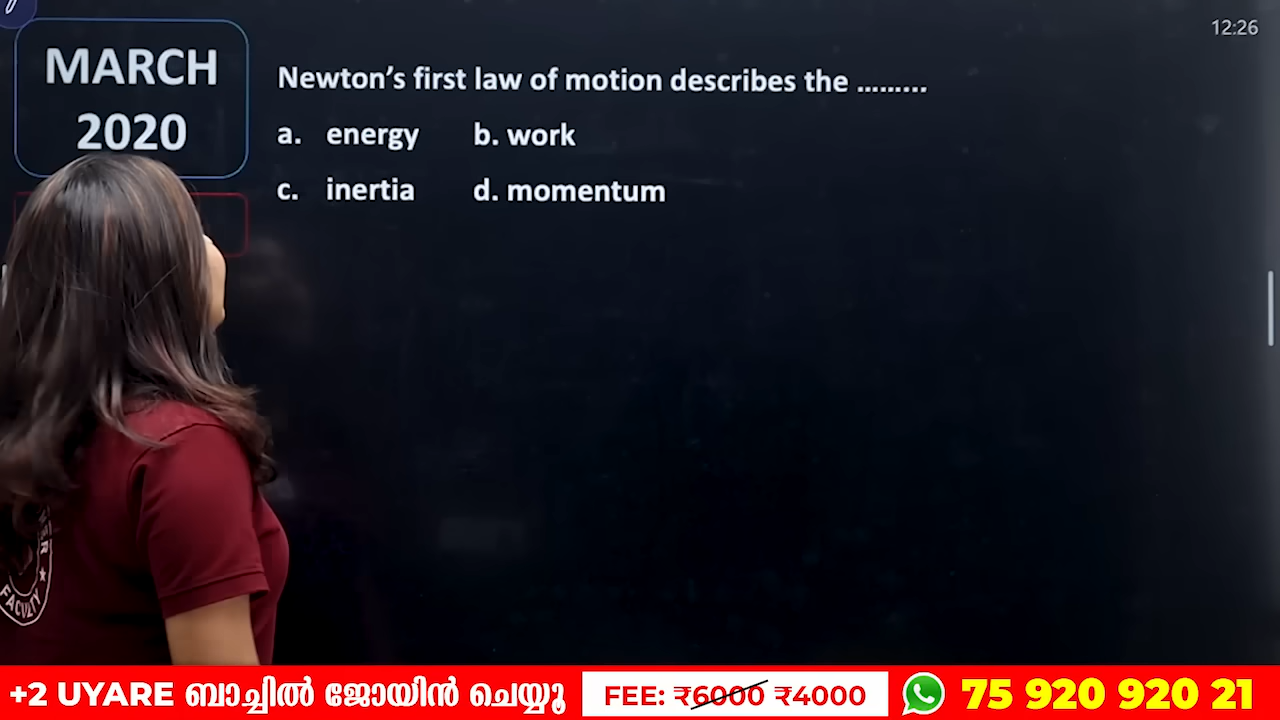 12:26
MARCH
2020
Newton’s first law of motion describes the .........
a. energy b. work
c. inertia d. momentum
FACULTY
+2 UYARE ബാച്ചിൽ ജോയിൻ ചെയ്യൂ FEE: ₹6000 ₹4000 75 920 920 21